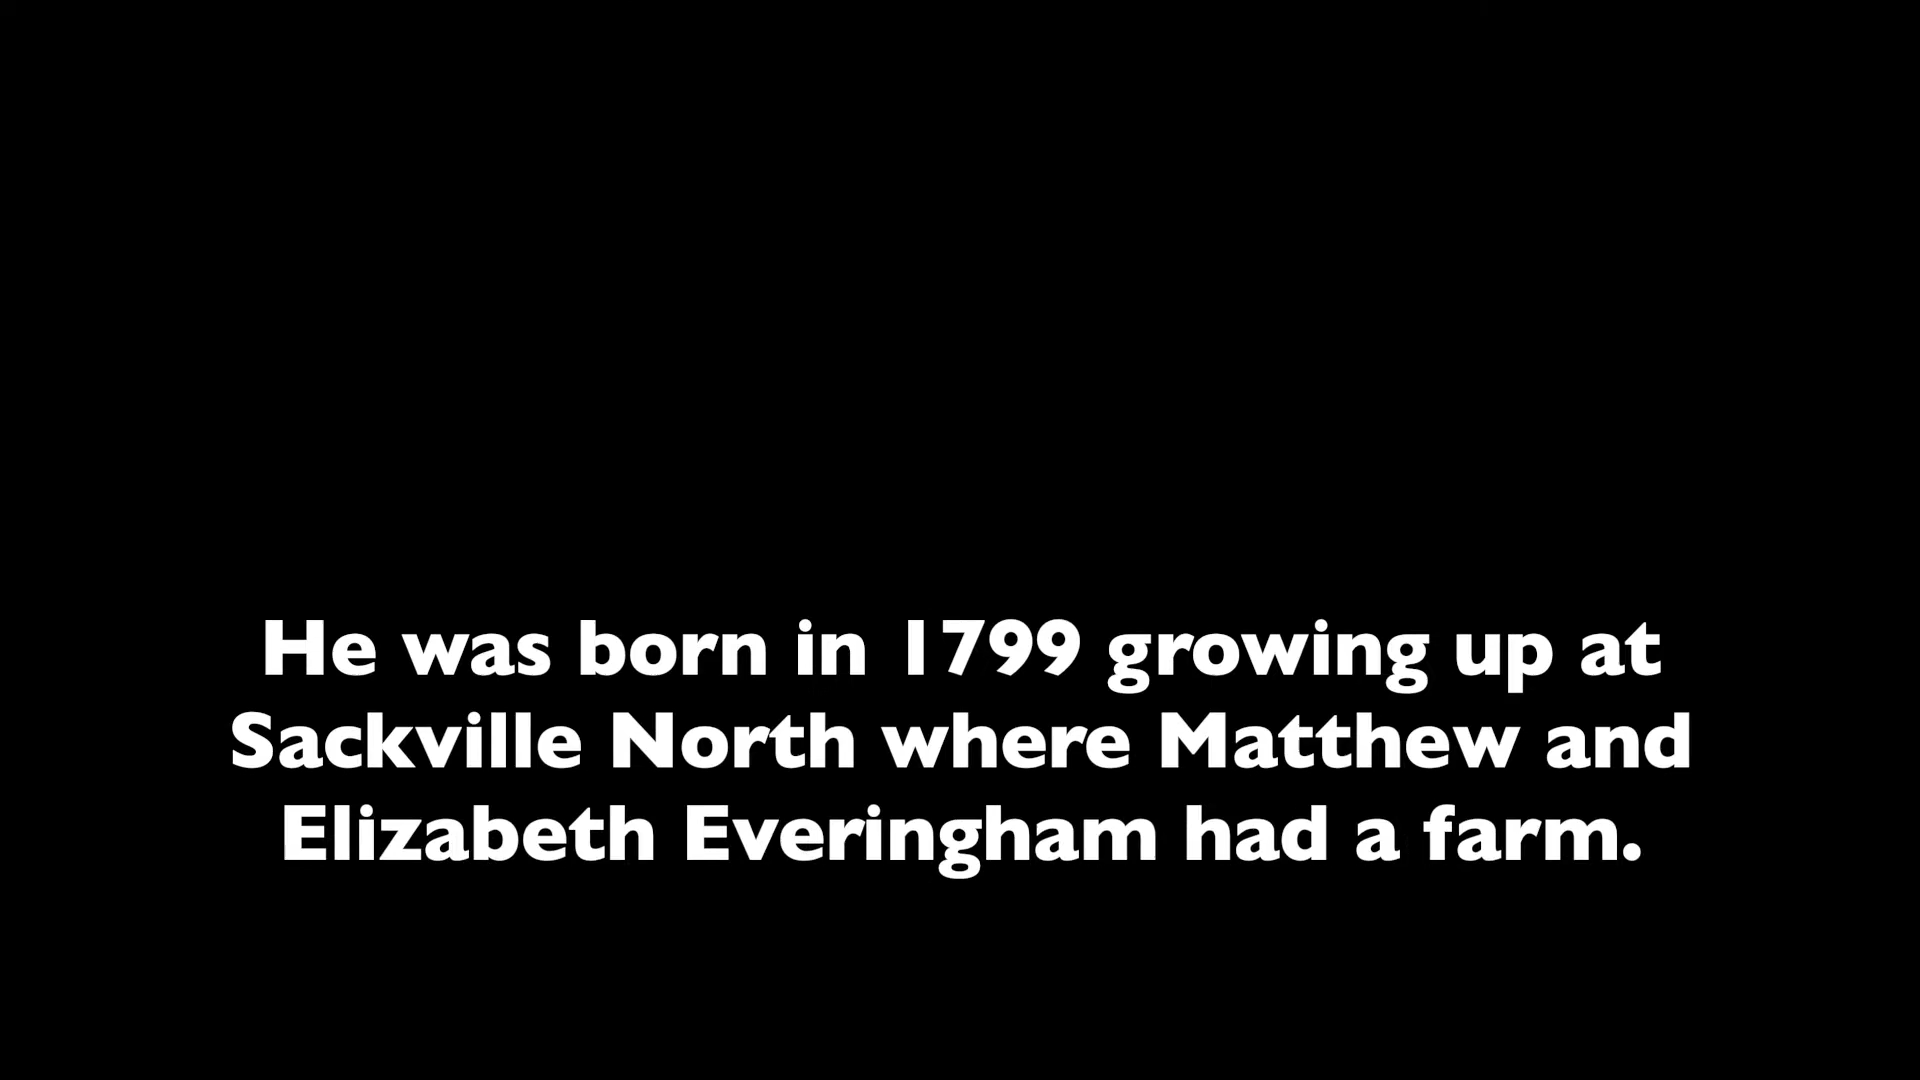 He was born in 1799 growing up at
Sackville North where Matthew and
Elizabeth Everingham had a farm.